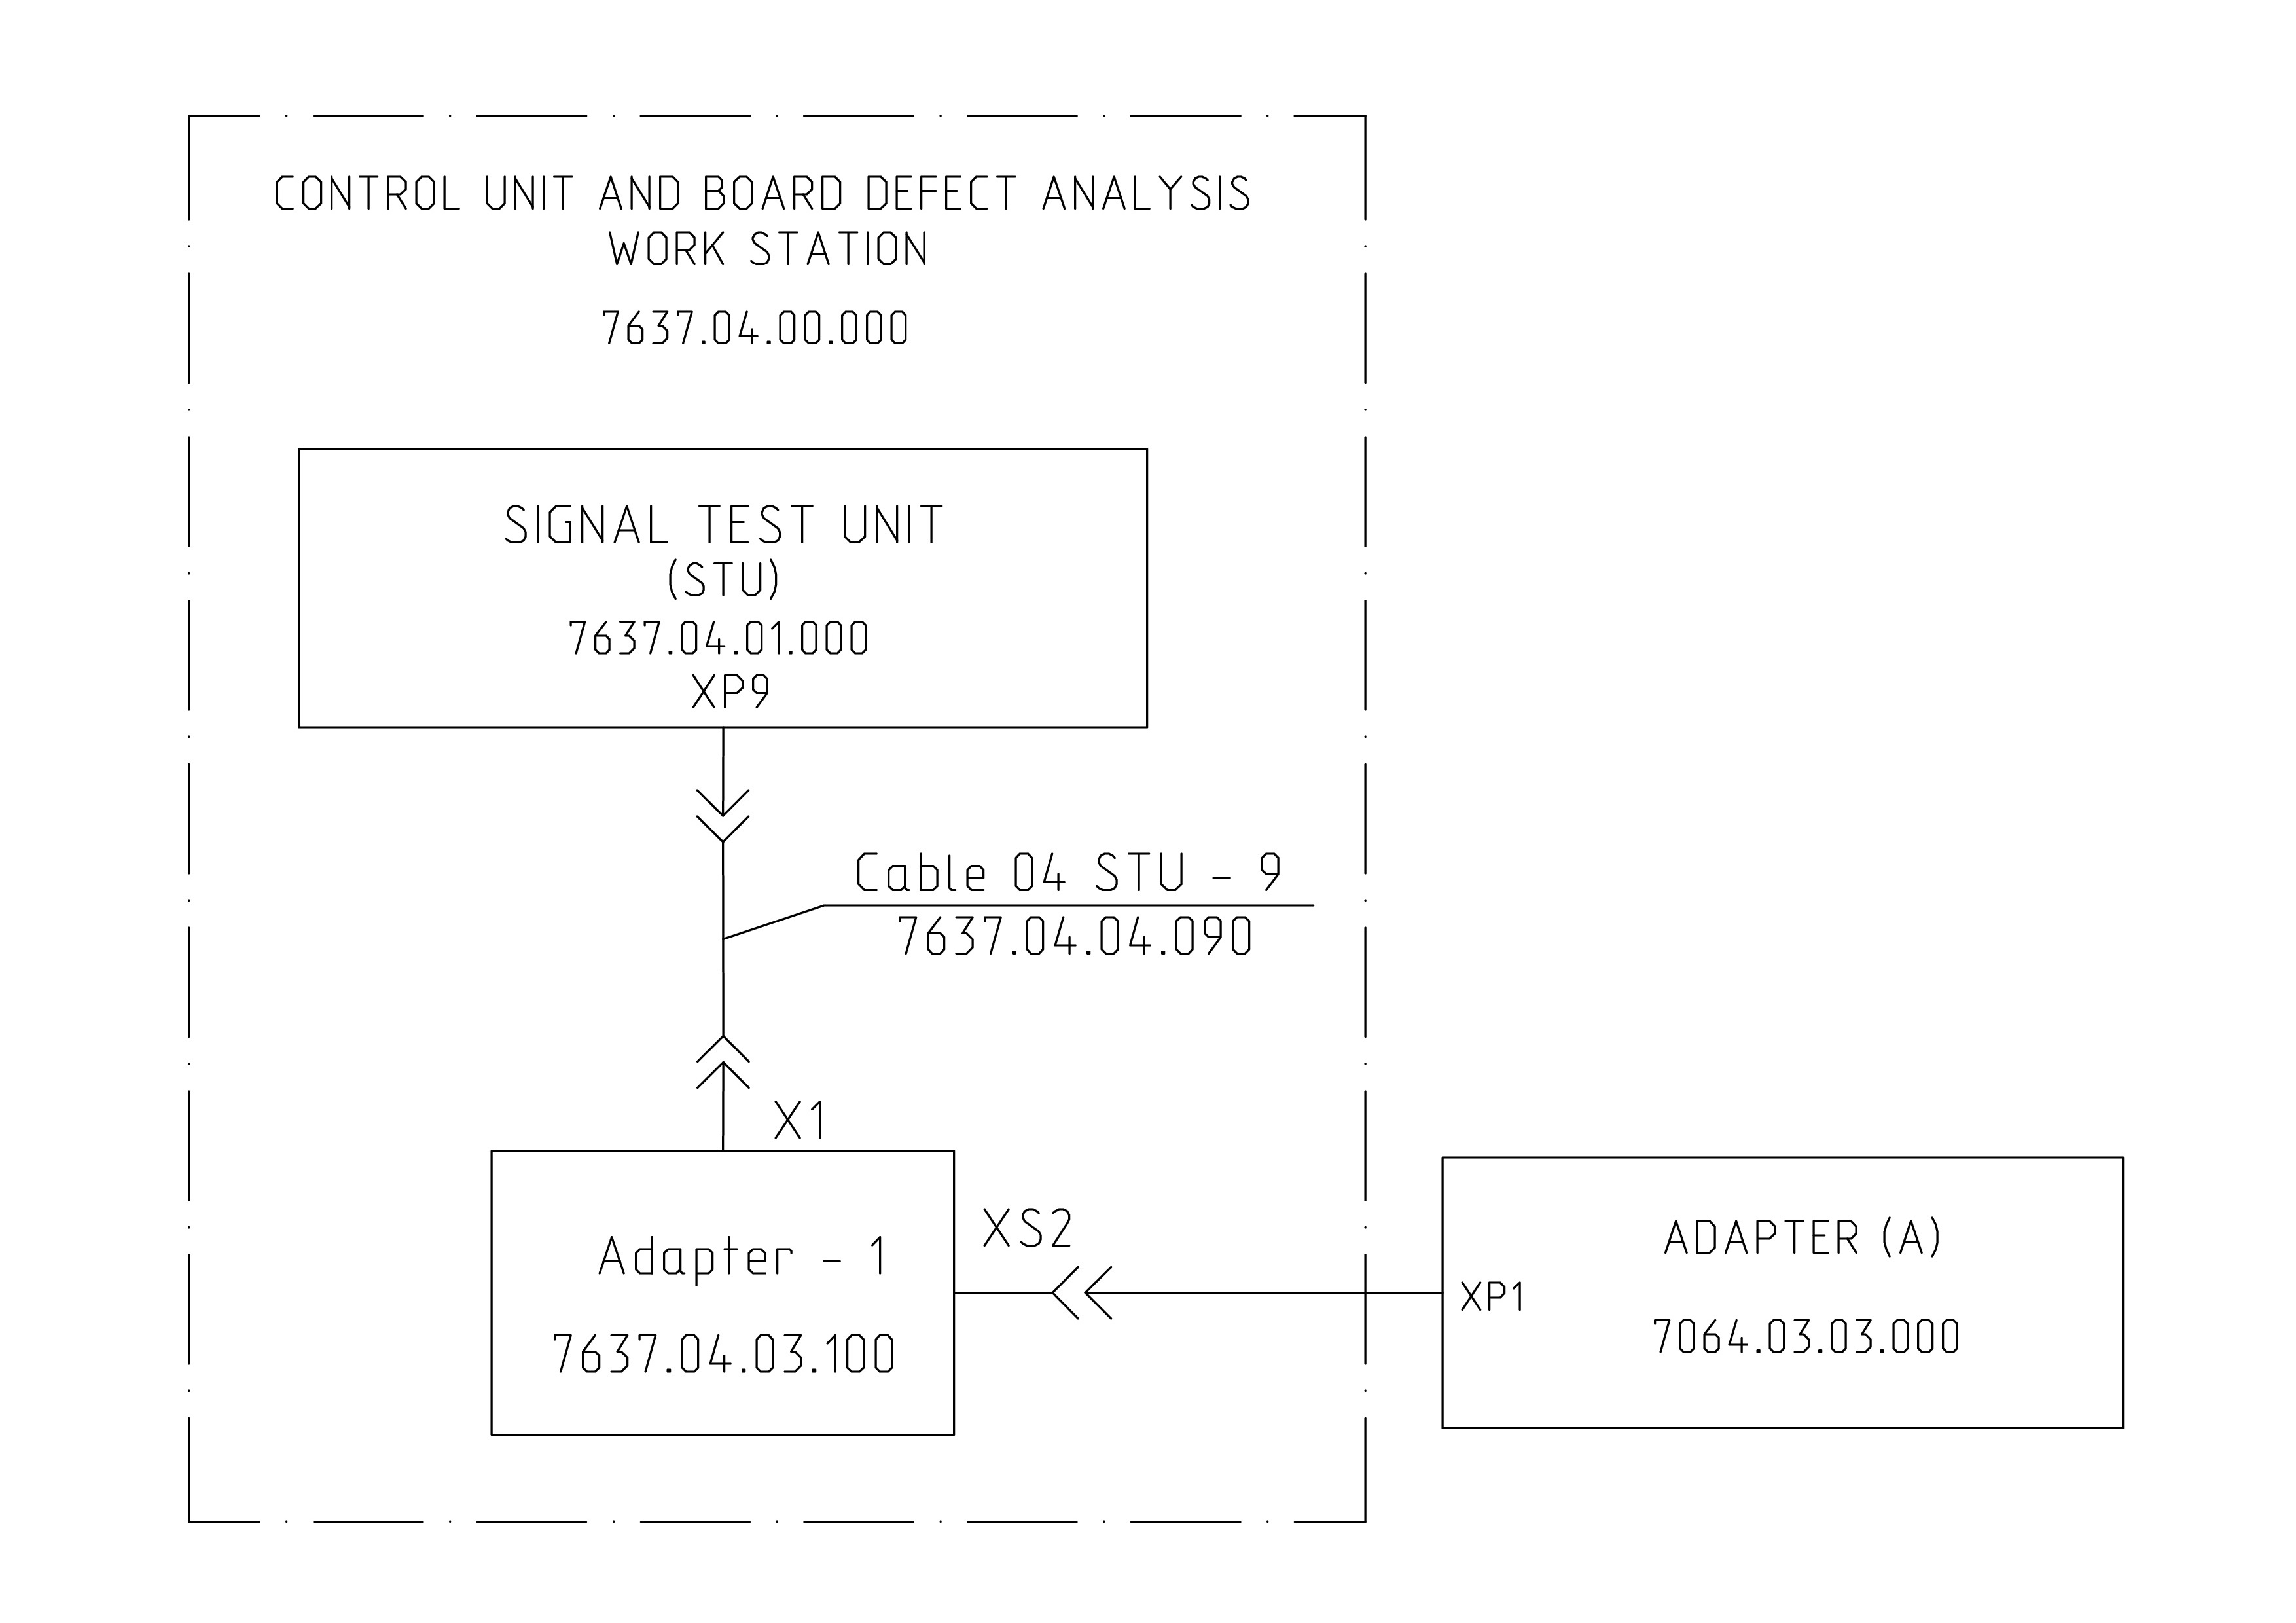 CONTROL UNIT AND BOARD DEFECT ANALYSIS
WORK STATION
7637.04.00.000
SIGNAL TEST UNIT
(STU)
7637.04.01.000
XP9
Cable 04 STU - 9
7637.04.04.090
X1
Adapter - 1
7637.04.03.100
XS2
ADAPTER (A)
XP1
7064.03.03.000